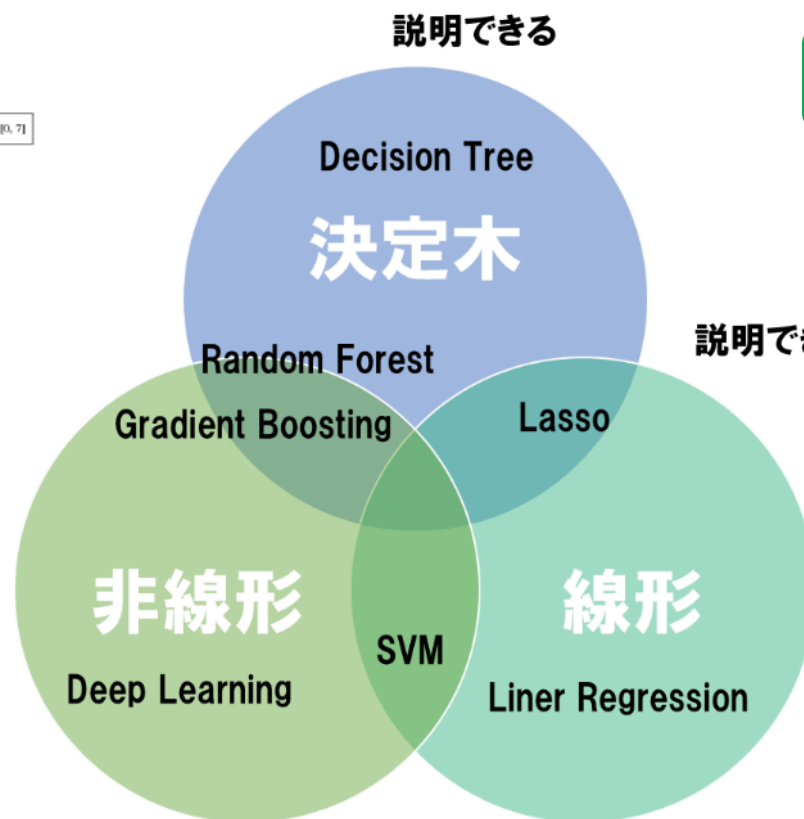 説明できる
[0, 7]
Decision Tree
決定木
説明でき
Random Forest
Gradient Boosting
Lasso
非線形
線形
SVM
Deep Learning
Liner Regression